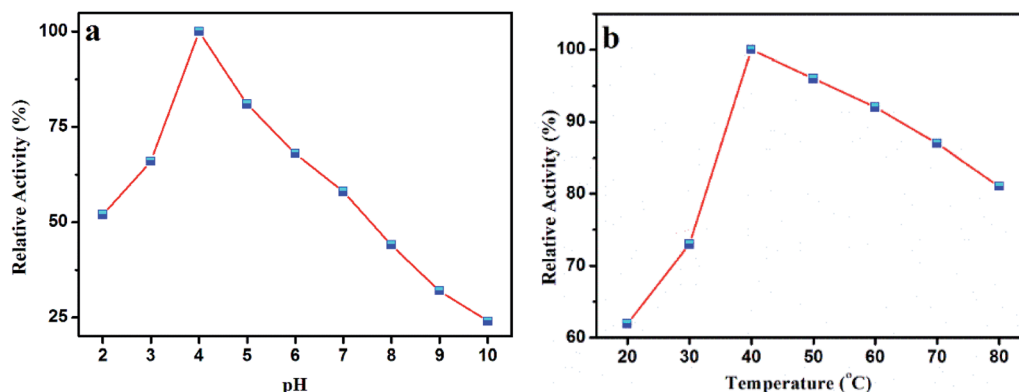 a
100
75
50
25
Relative Activity (%)
2 3 4 5 6 7 8 9 10
pH
b
100
90
80
70
60
Relative Activity (%)
20 30 40 50 60 70 80
Temperature (°C)